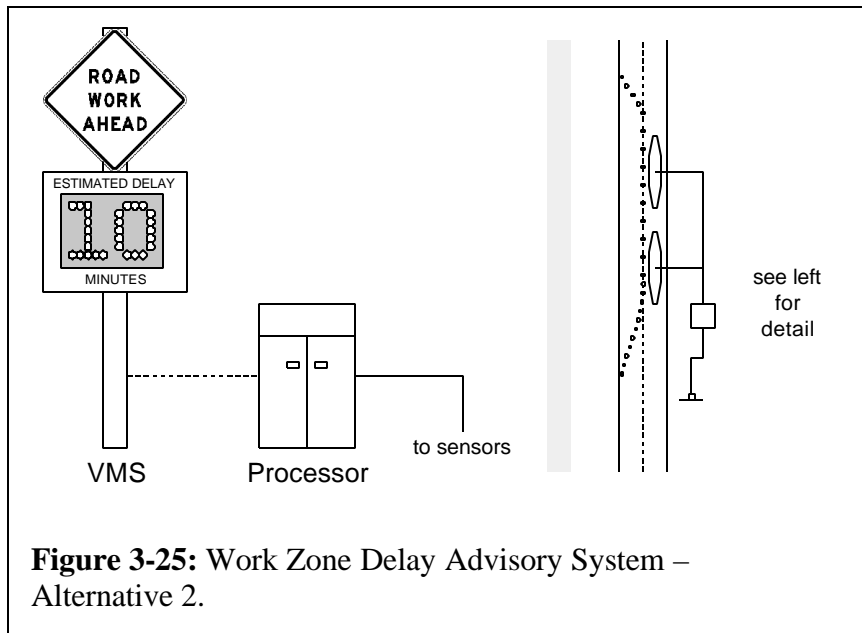 ROAD
WORK
AHEAD
ESTIMATED DELAY
10
MINUTES
to sensors
VMS
Processor
see left
for
detail
Figure 3-25: Work Zone Delay Advisory System –
Alternative 2.